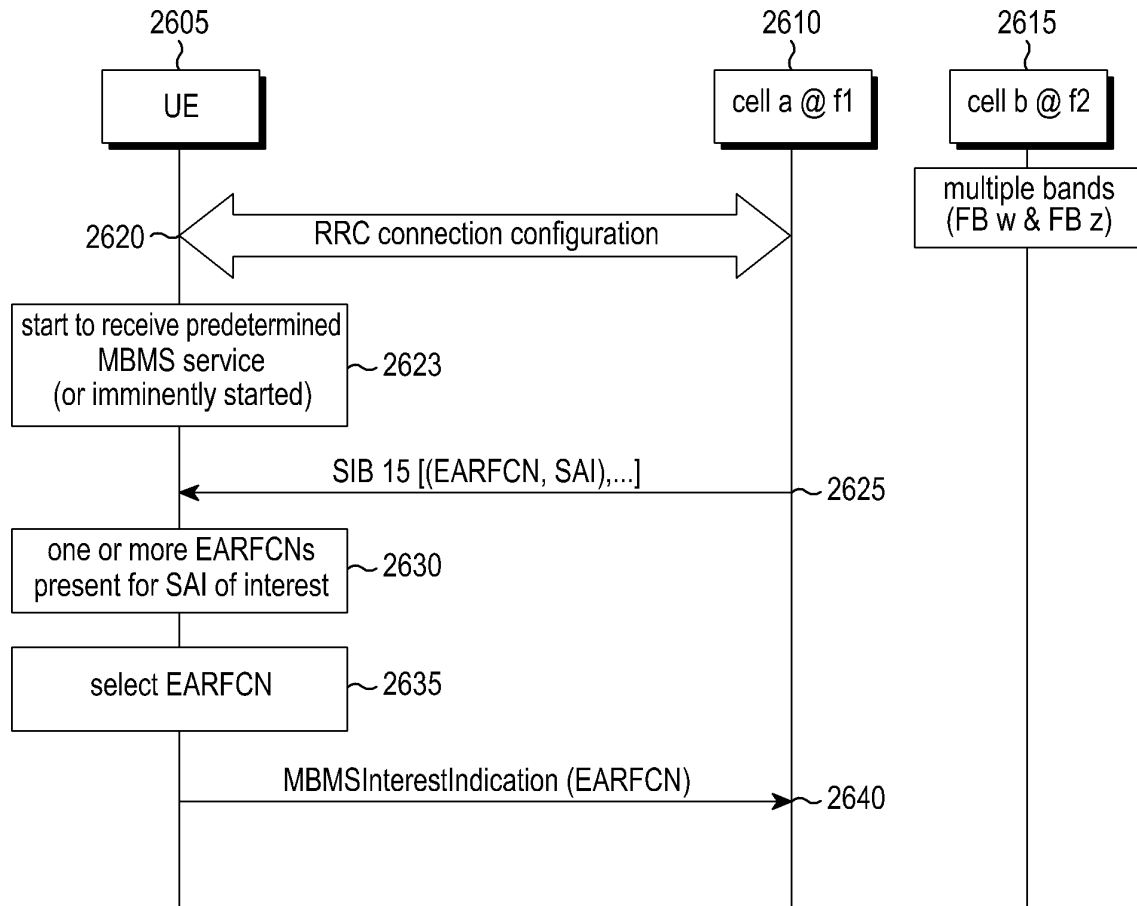 2605
2610
2615
UE
cell a @ f1
cell b @ f2
multiple bands
(FB w & FB z)
2620
RRC connection configuration
start to receive predetermined
MBMS service
(or imminently started)
2623
SIB 15 [(EARFCN, SAI),...]
2625
one or more EARFCNs
present for SAI of interest
2630
select EARFCN
2635
MBMSInterestIndication (EARFCN)
2640